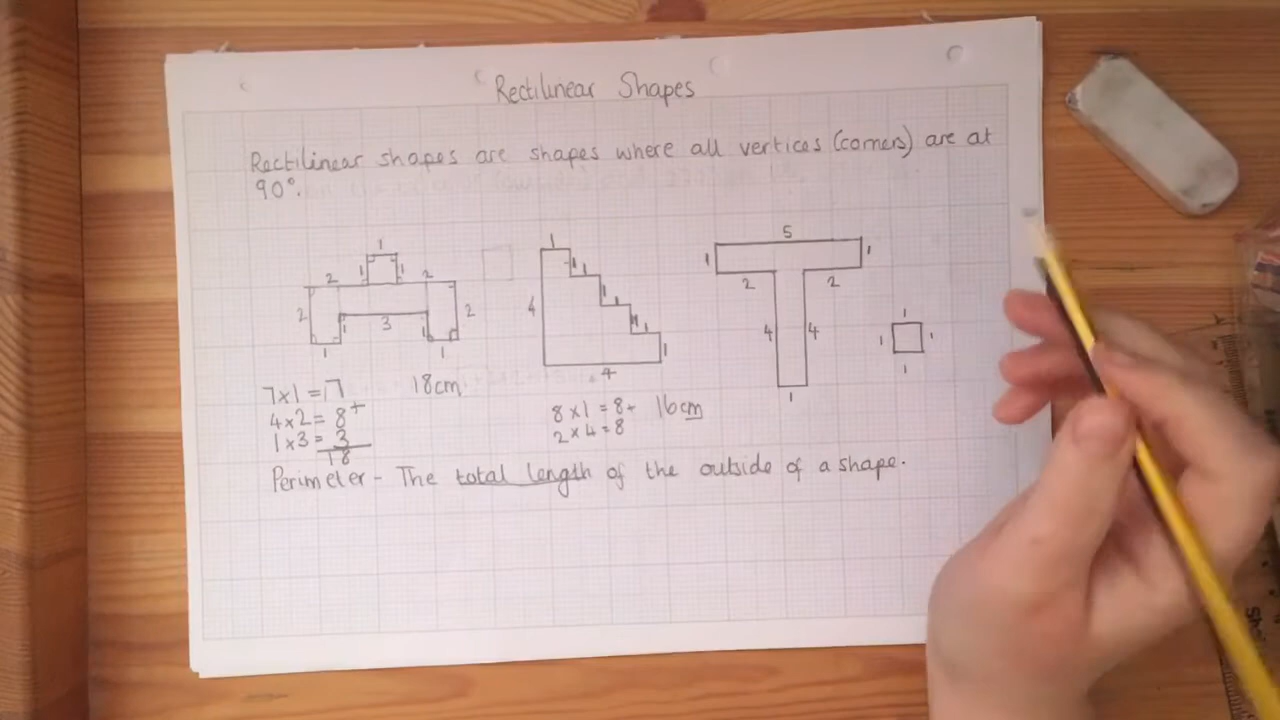 Rectilinear Shapes
Rectilinear shapes are shapes where all vertices (corners) are at
90°.
1
1 1
2 2
2 3 2
1 1
1 1
1
1 1
1 1
4 1 1
1
4
5
1 1
2 2
4 4
1
1
1 1
1
7x1=7 18cm
4x2=8+
1x3=3
18
8x1=8+ 16cm
2x4=8
Perimeter - The total length of the outside of a shape.